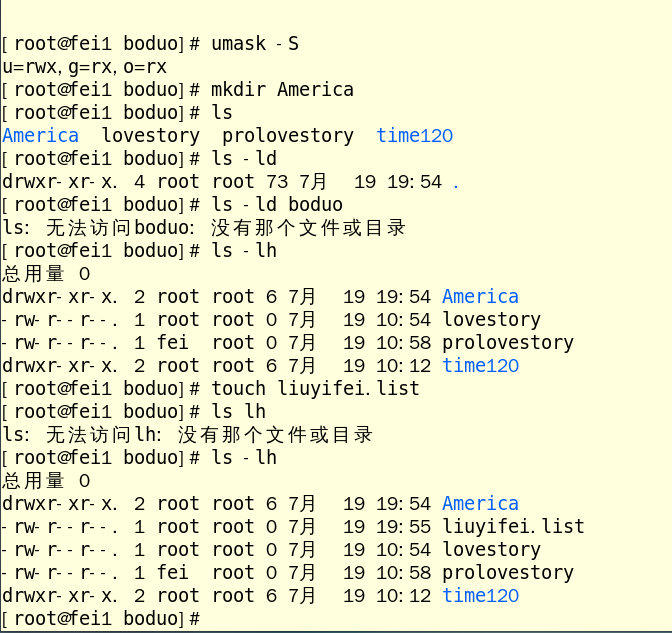 [root@fei1 boduo]# umask -S
u=rwx,g=rx,o=rx
[root@fei1 boduo]# mkdir America
[root@fei1 boduo]# ls
America  lovestory  prolovestory  time120
[root@fei1 boduo]# ls -ld
drwxr-xr-x. 4 root root 73 7月  19 19:54 .
[root@fei1 boduo]# ls -ld boduo
ls: 无法访问boduo: 没有那个文件或目录
[root@fei1 boduo]# ls -lh
总用量 0
drwxr-xr-x. 2 root root 6 7月  19 19:54 America
-rw-r--r--. 1 root root 0 7月  19 10:54 lovestory
-rw-r--r--. 1 fei  root 0 7月  19 10:58 prolovestory
drwxr-xr-x. 2 root root 6 7月  19 10:12 time120
[root@fei1 boduo]# touch liuyifei.list
[root@fei1 boduo]# ls lh
ls: 无法访问lh: 没有那个文件或目录
[root@fei1 boduo]# ls -lh
总用量 0
drwxr-xr-x. 2 root root 6 7月  19 19:54 America
-rw-r--r--. 1 root root 0 7月  19 19:55 liuyifei.list
-rw-r--r--. 1 root root 0 7月  19 10:54 lovestory
-rw-r--r--. 1 fei  root 0 7月  19 10:58 prolovestory
drwxr-xr-x. 2 root root 6 7月  19 10:12 time120
[root@fei1 boduo]#